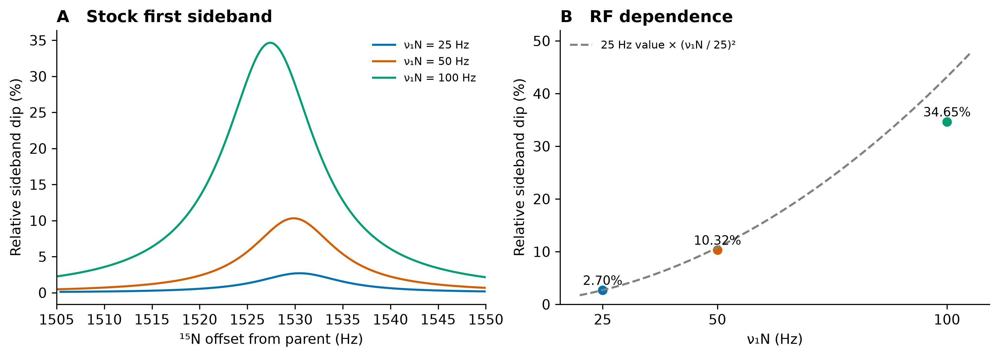 A Stock first sideband
35
30
25
20
15
10
5
0
Relative sideband dip (%)
ν₁N = 25 Hz
ν₁N = 50 Hz
ν₁N = 100 Hz
1505 1510 1515 1520 1525 1530 1535 1540 1545 1550
¹⁵N offset from parent (Hz)
B RF dependence
50
40
30
20
10
0
Relative sideband dip (%)
25 Hz value × (ν₁N / 25)²
34.65%
10.32%
2.70%
25 50 100
ν₁N (Hz)